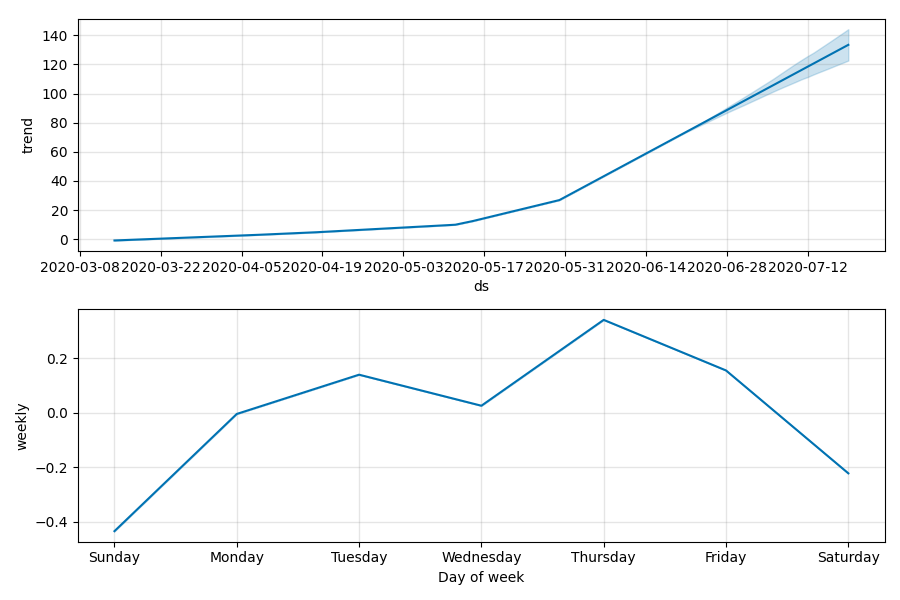 140
120
100
80
60
40
20
0
trend
2020-03-08 2020-03-22 2020-04-05 2020-04-19 2020-05-03 2020-05-17 2020-05-31 2020-06-14 2020-06-28 2020-07-12
ds
0.2
0.0
−0.2
−0.4
weekly
Sunday Monday Tuesday Wednesday Thursday Friday Saturday
Day of week